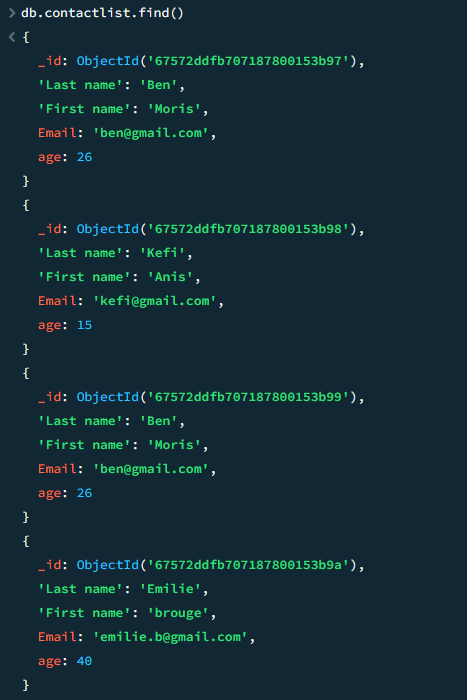 > db.contactlist.find()
< {
_id: ObjectId('67572ddfb707187800153b97'),
'Last name': 'Ben',
'First name': 'Moris',
Email: 'ben@gmail.com',
age: 26
}
{
_id: ObjectId('67572ddfb707187800153b98'),
'Last name': 'Kefi',
'First name': 'Anis',
Email: 'kefi@gmail.com',
age: 15
}
{
_id: ObjectId('67572ddfb707187800153b99'),
'Last name': 'Ben',
'First name': 'Moris',
Email: 'ben@gmail.com',
age: 26
}
{
_id: ObjectId('67572ddfb707187800153b9a'),
'Last name': 'Emilie',
'First name': 'brouge',
Email: 'emilie.b@gmail.com',
age: 40
}